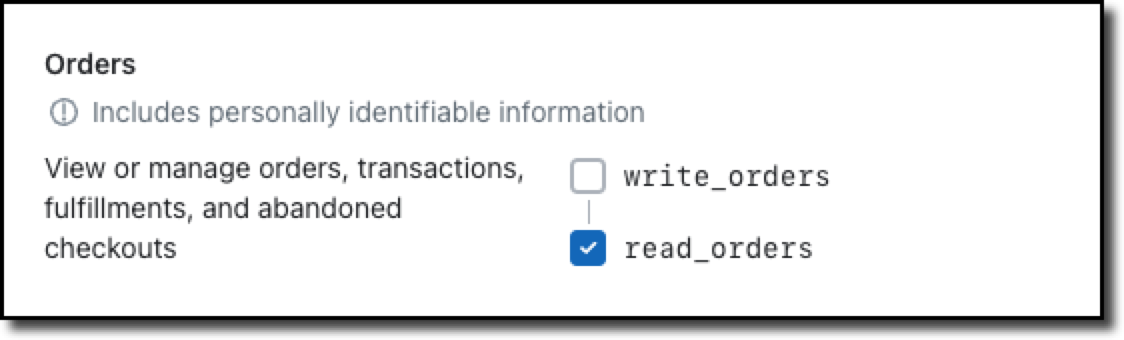 Orders
Includes personally identifiable information
View or manage orders, transactions,
fulfillments, and abandoned
checkouts
write_orders
read_orders